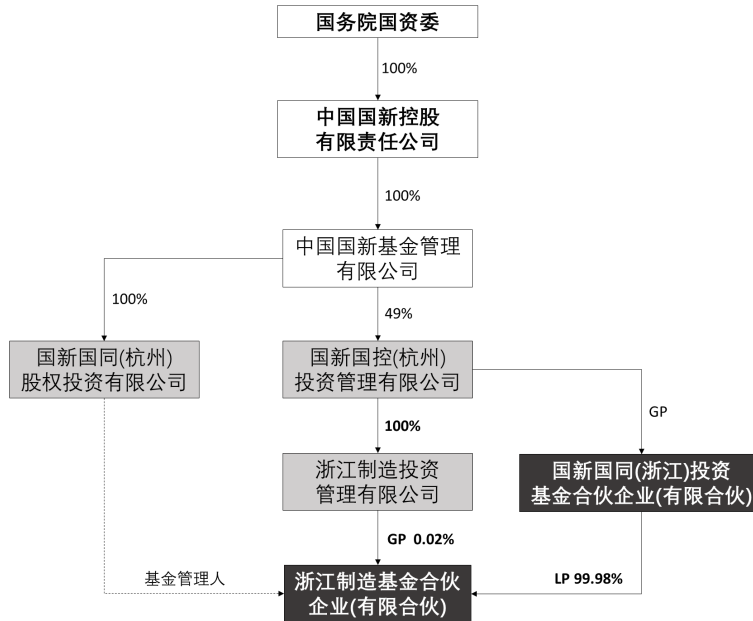 国务院国资委
100%
中国国新控股
有限责任公司
100%
中国国新基金管理
有限公司
100%
49%
国新国同(杭州)
股权投资有限公司
国新国控(杭州)
投资管理有限公司
GP
100%
浙江制造投资
管理有限公司
国新国同(浙江)投资
基金合伙企业(有限合伙)
GP 0.02%
基金管理人
浙江制造基金合伙
企业(有限合伙)
LP 99.98%